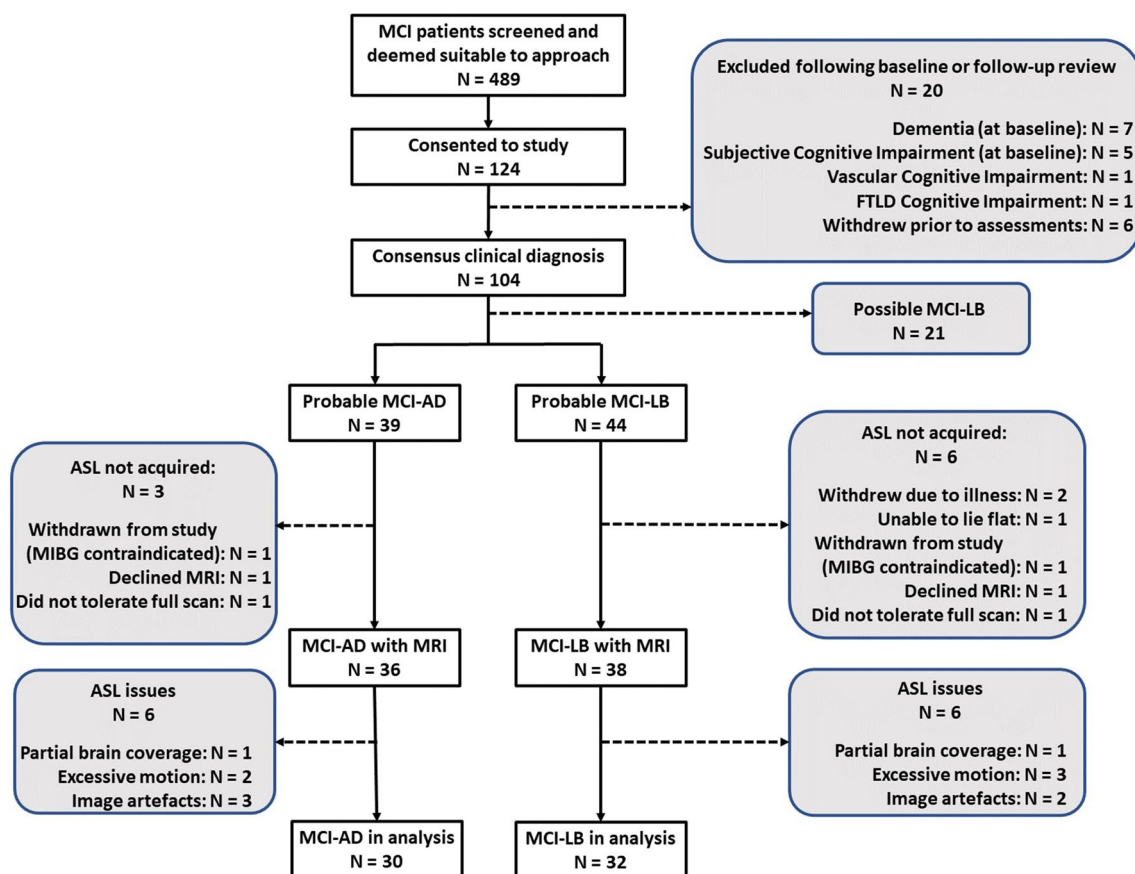 MCI patients screened and
deemed suitable to approach
N = 489
Excluded following baseline or follow-up review
N = 20
Dementia (at baseline): N = 7
Subjective Cognitive Impairment (at baseline): N = 5
Vascular Cognitive Impairment: N = 1
FTLD Cognitive Impairment: N = 1
Withdrew prior to assessments: N = 6
Consented to study
N = 124
Consensus clinical diagnosis
N = 104
Possible MCI-LB
N = 21
Probable MCI-AD
N = 39
Probable MCI-LB
N = 44
ASL not acquired:
N = 3
Withdrawn from study
(MIBG contraindicated): N = 1
Declined MRI: N = 1
Did not tolerate full scan: N = 1
ASL not acquired:
N = 6
Withdrew due to illness: N = 2
Unable to lie flat: N = 1
Withdrawn from study
(MIBG contraindicated): N = 1
Declined MRI: N = 1
Did not tolerate full scan: N = 1
MCI-AD with MRI
N = 36
MCI-LB with MRI
N = 38
ASL issues
N = 6
Partial brain coverage: N = 1
Excessive motion: N = 2
Image artefacts: N = 3
ASL issues
N = 6
Partial brain coverage: N = 1
Excessive motion: N = 3
Image artefacts: N = 2
MCI-AD in analysis
N = 30
MCI-LB in analysis
N = 32